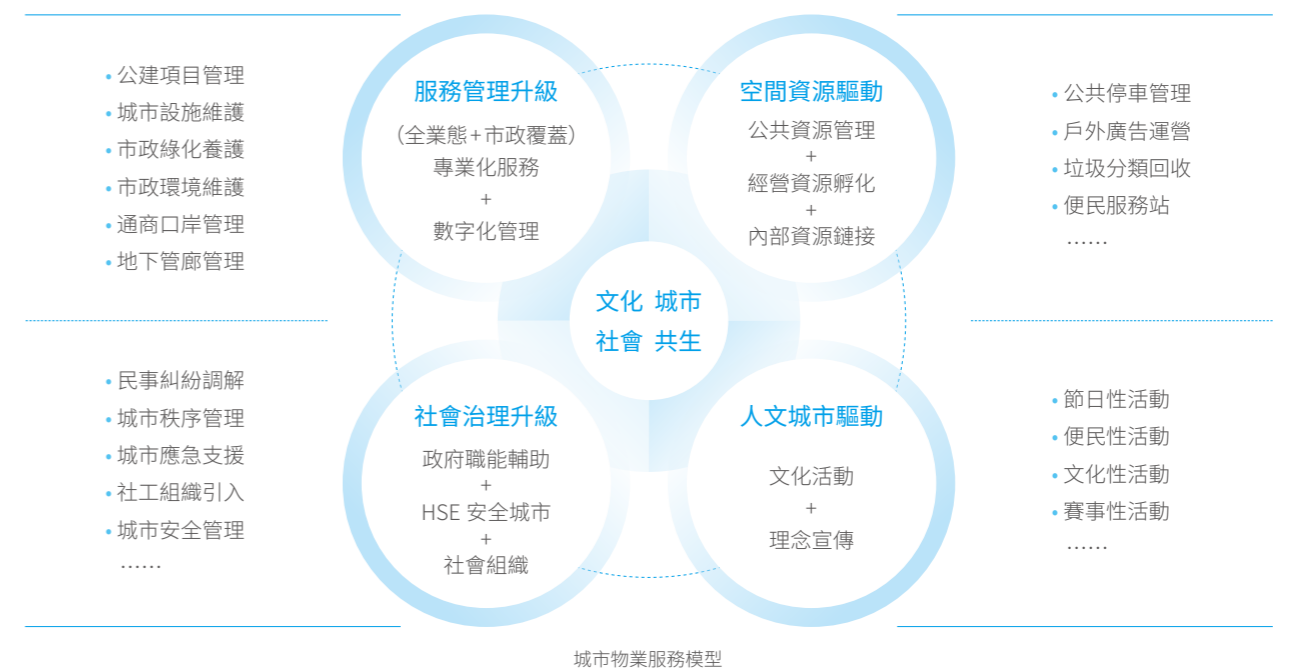 • 公建項目管理
• 城市設施維護
• 市政綠化養護
• 市政環境維護
• 通商口岸管理
• 地下管廊管理
服務管理升級
（全業態+市政覆蓋）
專業化服務
+
數字化管理
空間資源驅動
公共資源管理
+
經營資源孵化
+
內部資源鏈接
• 公共停車管理
• 戶外廣告運營
• 垃圾分類回收
• 便民服務站
……
文化 城市
社會 共生
• 民事糾紛調解
• 城市秩序管理
• 城市應急支援
• 社工組織引入
• 城市安全管理
……
社會治理升級
政府職能輔助
+
HSE 安全城市
+
社會組織
人文城市驅動
文化活動
+
理念宣傳
• 節日性活動
• 便民性活動
• 文化性活動
• 賽事性活動
……
城市物業服務模型